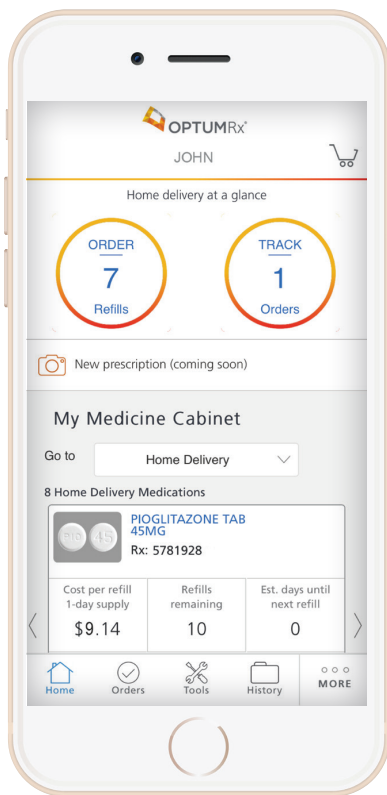 OPTUMRx®
JOHN
Home delivery at a glance
ORDER
7
Refills
TRACK
1
Orders
New prescription (coming soon)
My Medicine Cabinet
Go to
Home Delivery
8 Home Delivery Medications
PIO 45
PIOGLITAZONE TAB
45MG
Rx: 5781928
Cost per refill
1-day supply
$9.14
Refills
remaining
10
Est. days until
next refill
0
Home Orders Tools History MORE